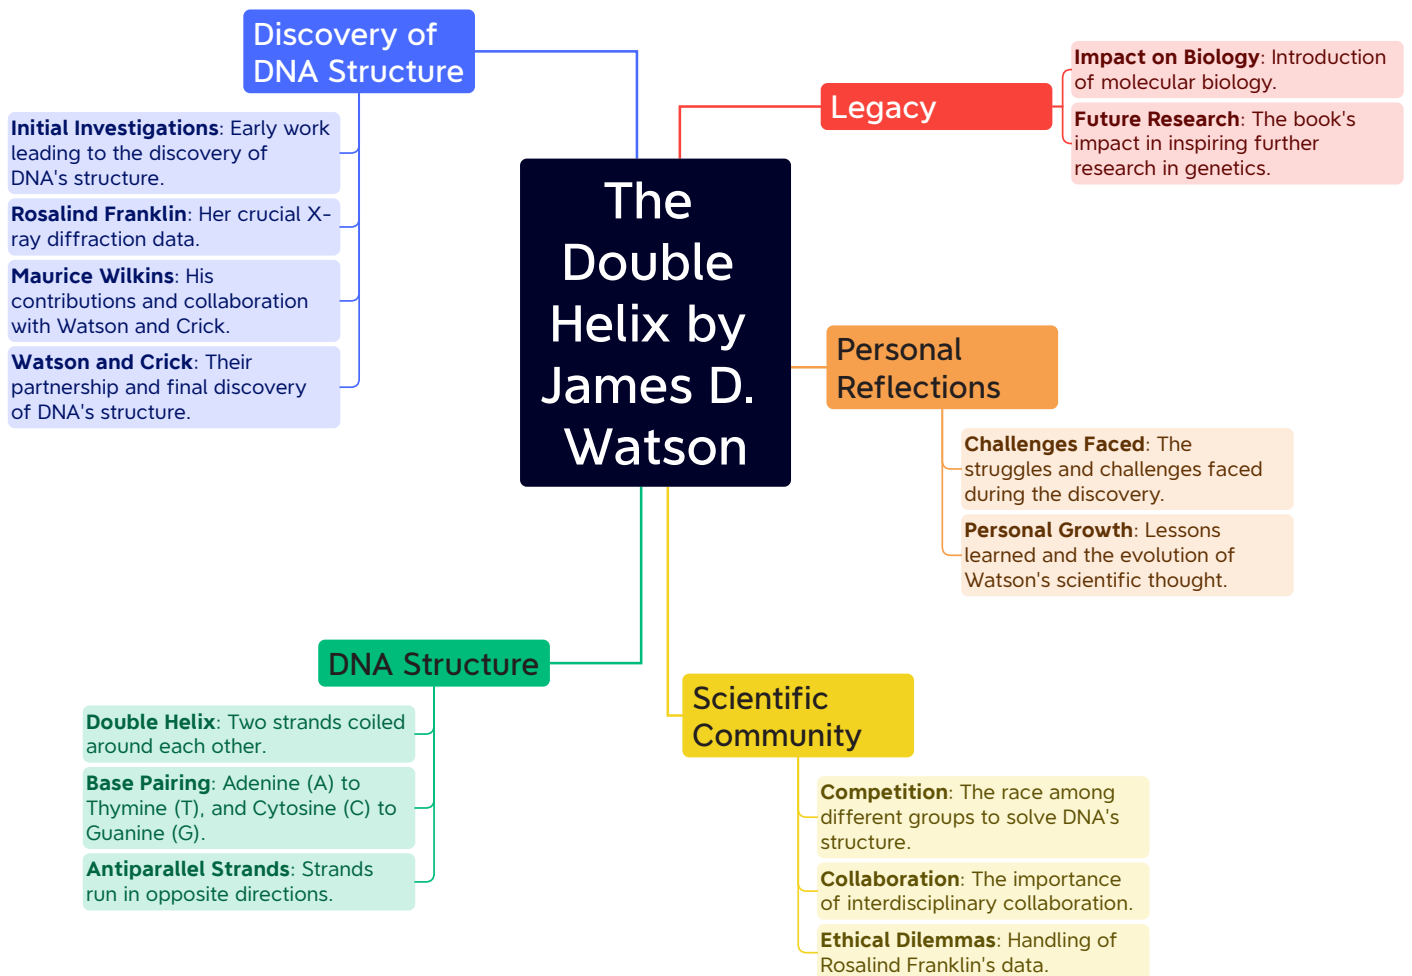 Discovery of
DNA Structure
Initial Investigations: Early work
leading to the discovery of
DNA's structure.
Rosalind Franklin: Her crucial X-
ray diffraction data.
Maurice Wilkins: His
contributions and collaboration
with Watson and Crick.
Watson and Crick: Their
partnership and final discovery
of DNA's structure.
Legacy
Impact on Biology: Introduction
of molecular biology.
Future Research: The book's
impact in inspiring further
research in genetics.
The
Double
Helix by
James D.
Watson
Personal
Reflections
Challenges Faced: The
struggles and challenges faced
during the discovery.
Personal Growth: Lessons
learned and the evolution of
Watson's scientific thought.
DNA Structure
Double Helix: Two strands coiled
around each other.
Base Pairing: Adenine (A) to
Thymine (T), and Cytosine (C) to
Guanine (G).
Antiparallel Strands: Strands
run in opposite directions.
Scientific
Community
Competition: The race among
different groups to solve DNA's
structure.
Collaboration: The importance
of interdisciplinary collaboration.
Ethical Dilemmas: Handling of
Rosalind Franklin's data.